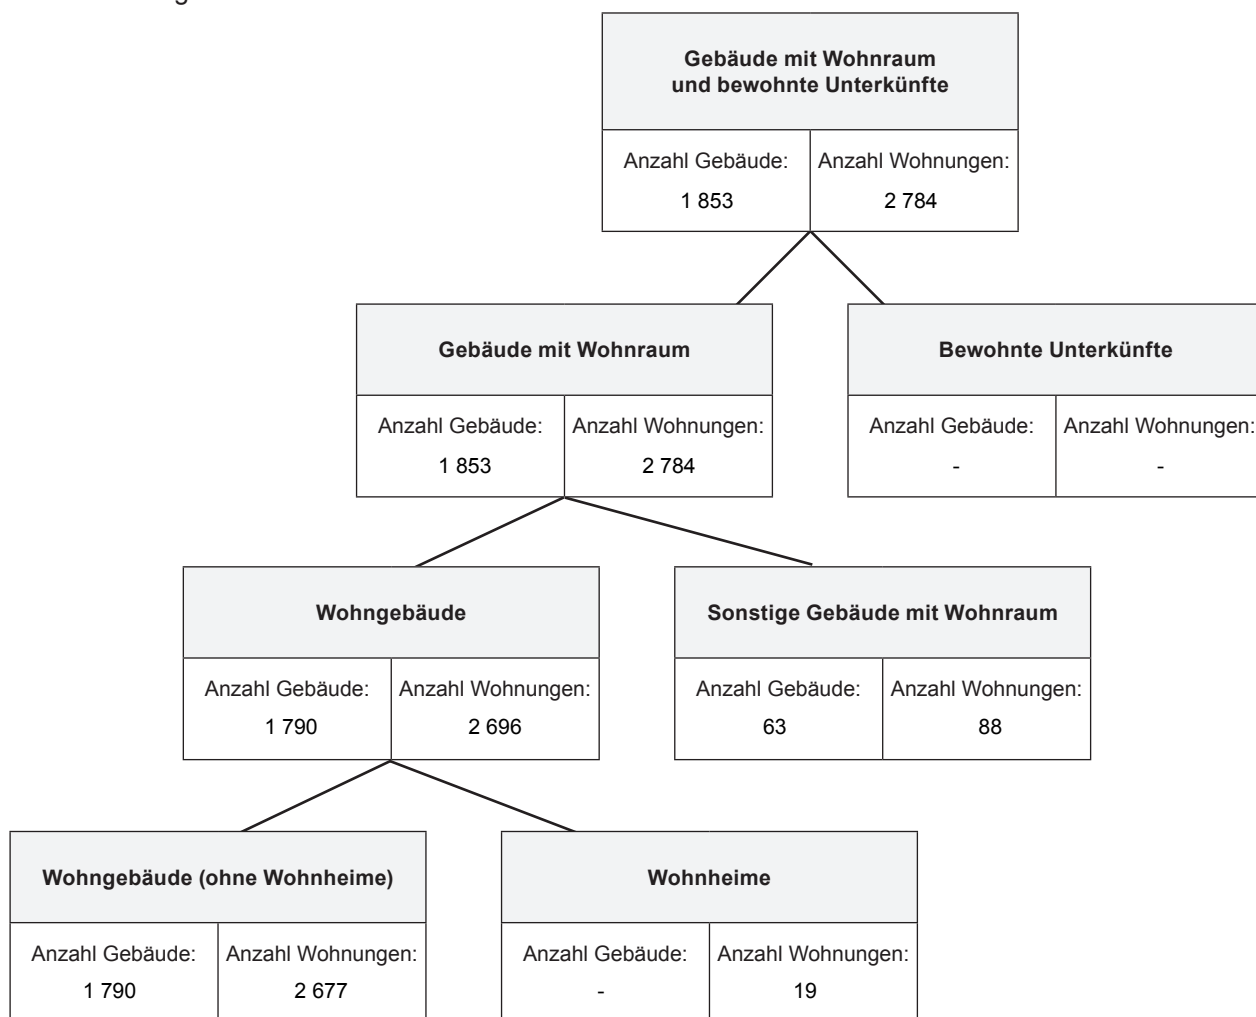 Gebäude mit Wohnraum
und bewohnte Unterkünfte
Anzahl Gebäude: Anzahl Wohnungen:
1 853 2 784
Gebäude mit Wohnraum Bewohnte Unterkünfte
Anzahl Gebäude: Anzahl Wohnungen: Anzahl Gebäude: Anzahl Wohnungen:
1 853 2 784 - -
Wohngebäude Sonstige Gebäude mit Wohnraum
Anzahl Gebäude: Anzahl Wohnungen: Anzahl Gebäude: Anzahl Wohnungen:
1 790 2 696 63 88
Wohngebäude (ohne Wohnheime) Wohnheime
Anzahl Gebäude: Anzahl Wohnungen: Anzahl Gebäude: Anzahl Wohnungen:
1 790 2 677 - 19